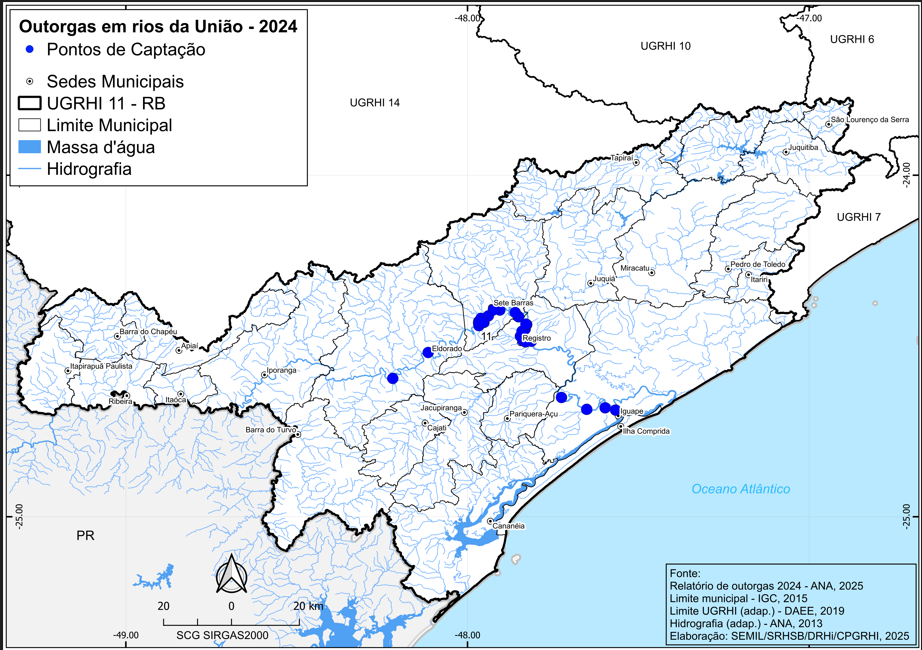 Outorgas em rios da União - 2024
Pontos de Captação
Sedes Municipais
UGRHI 11 - RB
Limite Municipal
Massa d'água
Hidrografia
-48.00
-47.00
UGRHI 10
UGRHI 6
UGRHI 14
São Lourenço da Serra
Juquitiba
Tapiraí
-24.00
UGRHI 7
Pedro de Toledo
Miracatu
Itariri
Juquiá
Sete Barras
11
Registro
Barra do Chapéu
Apiaí
Eldorado
Itapirapuã Paulista
Iporanga
Ribeira
Itaóca
Jacupiranga
Pariquera-Açu
Iguape
Cajati
Barra do Turvo
Ilha Comprida
Oceano Atlântico
-25.00
-25.00
Cananéia
PR
20
0
20 km
SCG SIRGAS2000
-49.00
-48.00
Fonte:
Relatório de outorgas 2024 - ANA, 2025
Limite municipal - IGC, 2015
Limite UGRHI (adap.) - DAEE, 2019
Hidrografia (adap.) - ANA, 2013
Elaboração: SEMIL/SRHSB/DRHi/CPGRHI, 2025